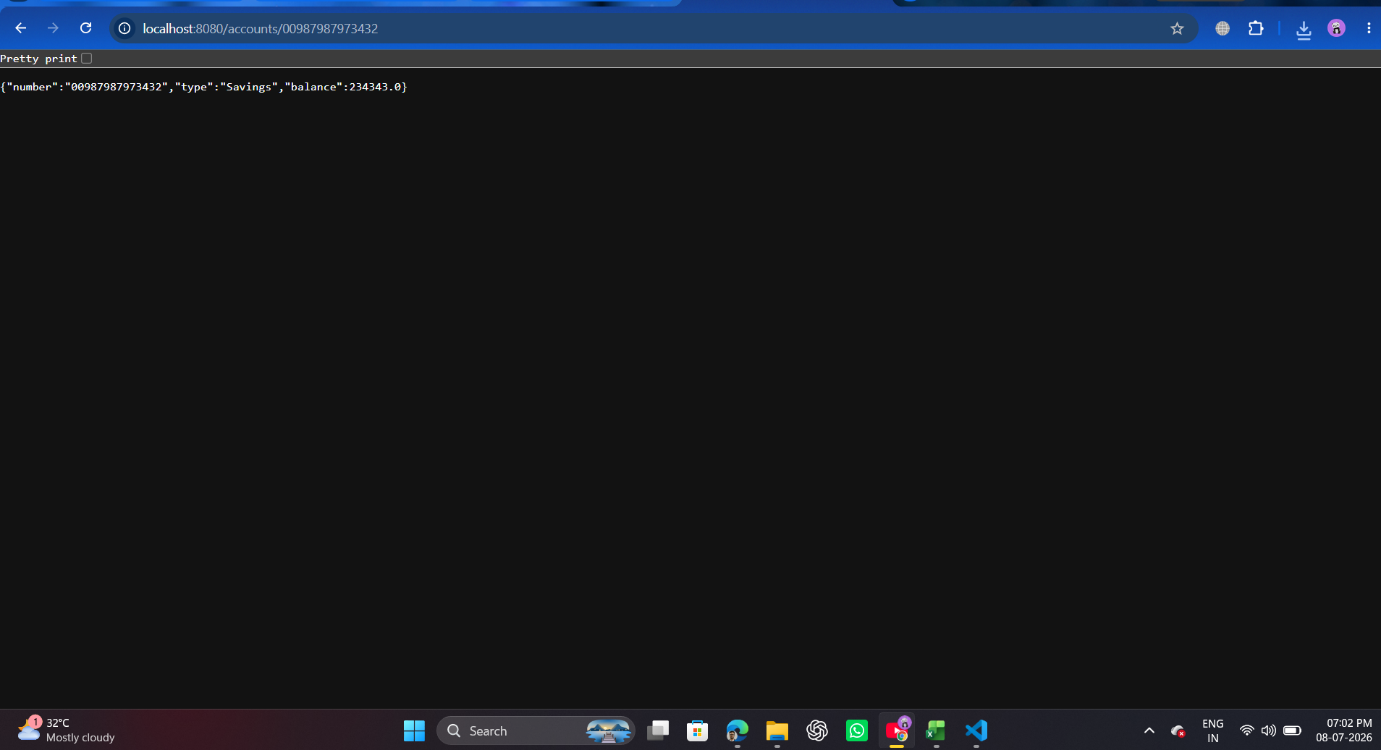 localhost:8080/accounts/00987987973432
Pretty print
{"number":"00987987973432","type":"Savings","balance":234343.0}
1
32°C
Mostly cloudy
Search
ENG
IN
07:02 PM
08-07-2026